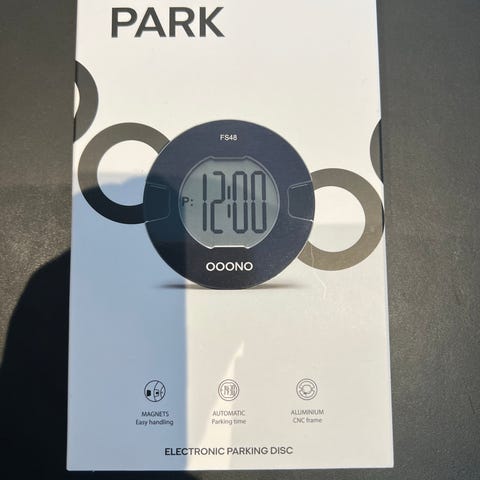 PARK
FS48
P: 12:00
OOONO
MAGNETS
Easy handling
AUTOMATIC
Parking time
ALUMINIUM
CNC frame
ELECTRONIC PARKING DISC